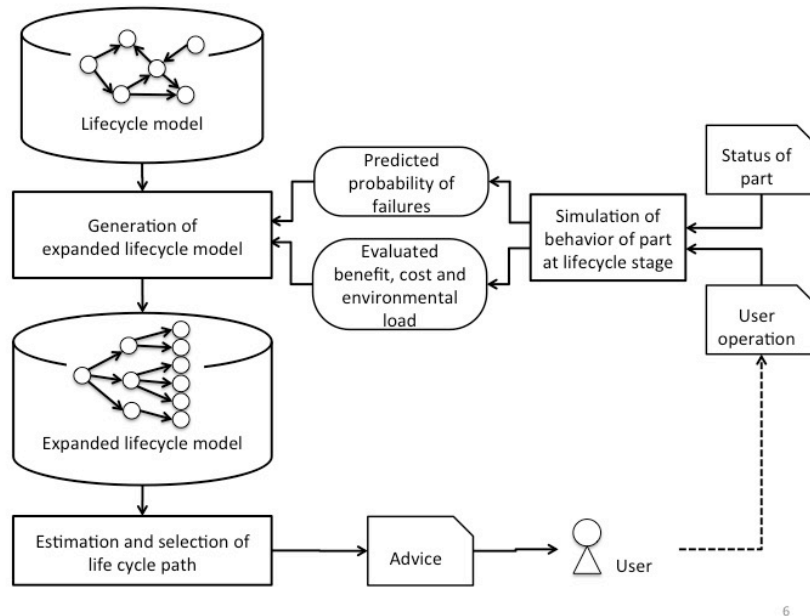 Lifecycle model
Generation of
expanded lifecycle model
Predicted
probability of
failures
Evaluated
benefit, cost and
environmental
load
Simulation of
behavior of part
at lifecycle stage
Status of
part
User
operation
Expanded lifecycle model
Estimation and selection of
life cycle path
Advice
User
6